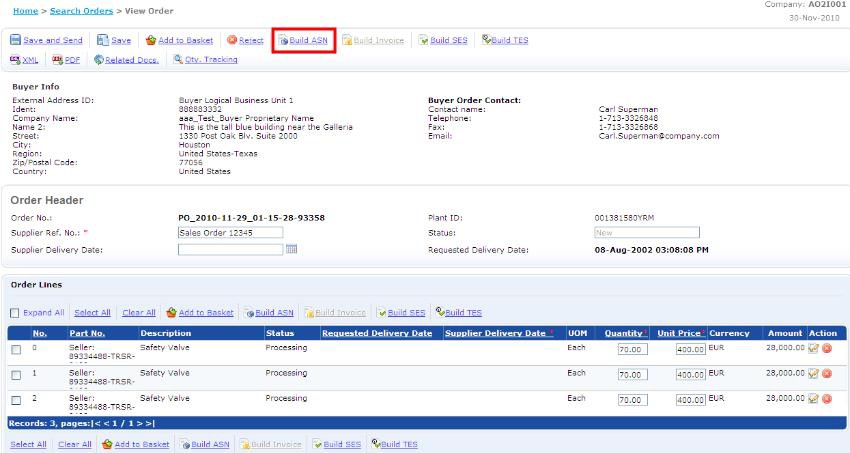 Home > Search Orders > View Order
Company: AO2I001
30-Nov-2010
Save and Send Save Add to Basket Reject Build ASN Build Invoice Build SES Build TES
XML PDF Related Docs. Qty. Tracking
Buyer Info
External Address ID: Buyer Logical Business Unit 1 Buyer Order Contact:
Ident: 888883332 Contact name: Carl Superman
Company Name: aaa_Test_Buyer Proprietary Name Telephone: 1-713-3326848
Name 2: This is the tall blue building near the Galleria Fax: 1-713-3326868
Street: 1330 Post Oak Blv. Suite 2000 Email: Carl.Superman@company.com
City: Houston
Region: United States-Texas
Zip/Postal Code: 77056
Country: United States
Order Header
Order No.: PO_2010-11-29_01-15-28-93358 Plant ID: 001381580YRM
Supplier Ref. No.: * Sales Order 12345 Status: New
Supplier Delivery Date: Requested Delivery Date: 08-Aug-2002 03:08:08 PM
Order Lines
Expand All Select All Clear All Add to Basket Build ASN Build Invoice Build SES Build TES
No. Part No. Description Status Requested Delivery Date Supplier Delivery Date * UOM Quantity * Unit Price * Currency Amount Action
0 Seller: Safety Valve Processing Each 70.00 400.00 EUR 28,000.00
89334488-TRSR-
1 Seller: Safety Valve Processing Each 70.00 400.00 EUR 28,000.00
89334488-TRSR-
2 Seller: Safety Valve Processing Each 70.00 400.00 EUR 28,000.00
89334488-TRSR-
Records: 3, pages:|< < 1 / 1 > >|
Select All Clear All Add to Basket Build ASN Build Invoice Build SES Build TES